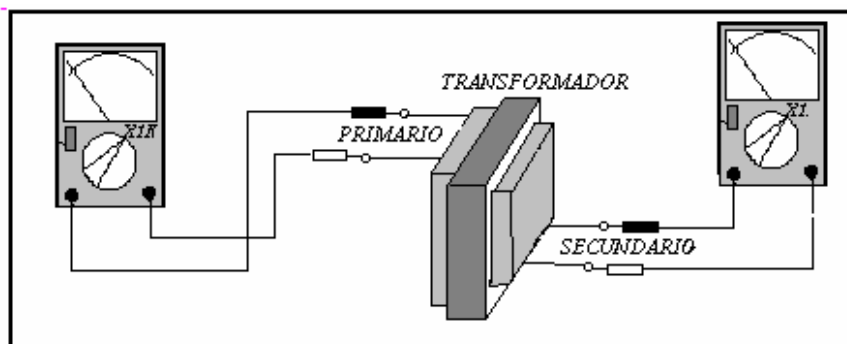 TRANSFORMADOR
X1K
PRIMARIO
X1.
SECUNDARIO